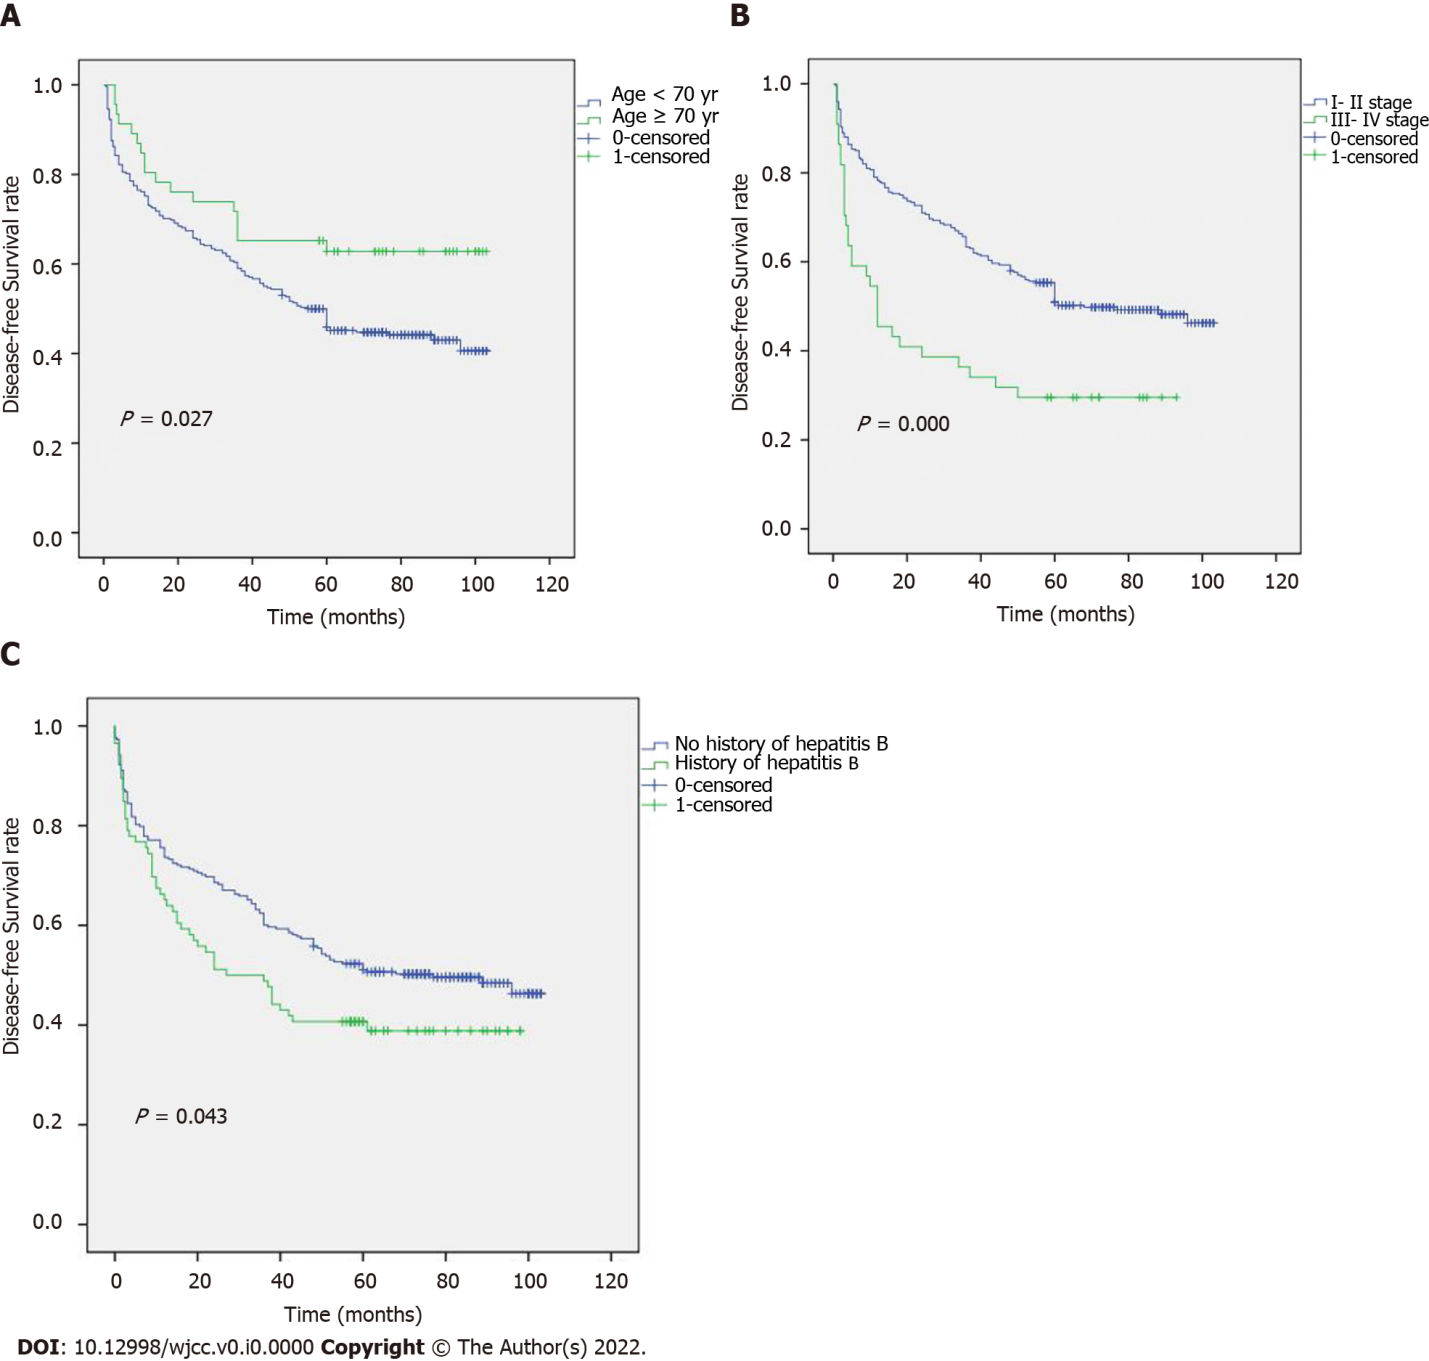 A
Disease-free Survival rate
1.0
0.8
0.6
0.4
0.2
0.0
P = 0.027
0 20 40 60 80 100 120
Time (months)
Age < 70 yr
Age ≥ 70 yr
0-censored
1-censored
B
Disease-free Survival rate
1.0
0.8
0.6
0.4
0.2
0.0
P = 0.000
0 20 40 60 80 100 120
Time (months)
I- II stage
III- IV stage
0-censored
1-censored
C
Disease-free Survival rate
1.0
0.8
0.6
0.4
0.2
0.0
P = 0.043
0 20 40 60 80 100 120
Time (months)
No history of hepatitis B
History of hepatitis B
0-censored
1-censored
DOI: 10.12998/wjcc.v0.i0.0000 Copyright © The Author(s) 2022.